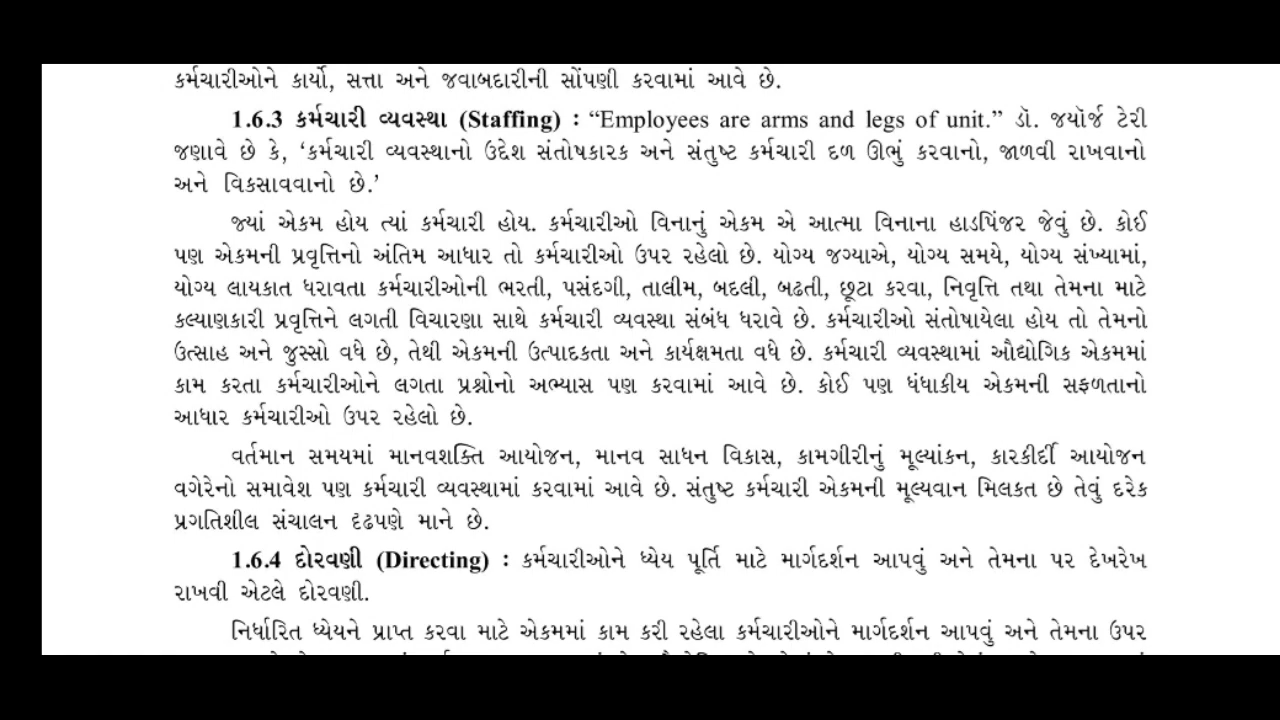 કર્મચારીઓને કાર્યો, સત્તા અને જવાબદારીની સોંપણી કરવામાં આવે છે.
1.6.3 કર્મચારી વ્યવસ્થા (Staffing) : “Employees are arms and legs of unit.” ડૉ. જયૉર્જ ટેરી
જણાવે છે કે, ‘કર્મચારી વ્યવસ્થાનો ઉદેશ સંતોષકારક અને સંતુષ્ટ કર્મચારી દળ ઊભું કરવાનો, જાળવી રાખવાનો
અને વિકસાવવાનો છે.’
જ્યાં એકમ હોય ત્યાં કર્મચારી હોય. કર્મચારીઓ વિનાનું એકમ એ આત્મા વિનાના હાડપિંજર જેવું છે. કોઈ
પણ એકમની પ્રવૃત્તિનો અંતિમ આધાર તો કર્મચારીઓ ઉપર રહેલો છે. યોગ્ય જગ્યાએ, યોગ્ય સમયે, યોગ્ય સંખ્યામાં,
યોગ્ય લાયકાત ધરાવતા કર્મચારીઓની ભરતી, પસંદગી, તાલીમ, બદલી, બઢતી, છૂટા કરવા, નિવૃત્તિ તથા તેમના માટે
કલ્યાણકારી પ્રવૃત્તિને લગતી વિચારણા સાથે કર્મચારી વ્યવસ્થા સંબંધ ધરાવે છે. કર્મચારીઓ સંતોષાયેલા હોય તો તેમનો
ઉત્સાહ અને જુસ્સો વધે છે, તેથી એકમની ઉત્પાદકતા અને કાર્યક્ષમતા વધે છે. કર્મચારી વ્યવસ્થામાં ઔદ્યોગિક એકમમાં
કામ કરતા કર્મચારીઓને લગતા પ્રશ્નોનો અભ્યાસ પણ કરવામાં આવે છે. કોઈ પણ ધંધાકીય એકમની સફળતાનો
આધાર કર્મચારીઓ ઉપર રહેલો છે.
વર્તમાન સમયમાં માનવશક્તિ આયોજન, માનવ સાધન વિકાસ, કામગીરીનું મૂલ્યાંકન, કારકીર્દી આયોજન
વગેરેનો સમાવેશ પણ કર્મચારી વ્યવસ્થામાં કરવામાં આવે છે. સંતુષ્ટ કર્મચારી એકમની મૂલ્યવાન મિલકત છે તેવું દરેક
પ્રગતિશીલ સંચાલન દૃઢપણે માને છે.
1.6.4 દોરવણી (Directing) : કર્મચારીઓને ધ્યેય પૂર્તિ માટે માર્ગદર્શન આપવું અને તેમના પર દેખરેખ
રાખવી એટલે દોરવણી.
નિર્ધારિત ધ્યેયને પ્રાપ્ત કરવા માટે એકમમાં કામ કરી રહેલા કર્મચારીઓને માર્ગદર્શન આપવું અને તેમના ઉપર